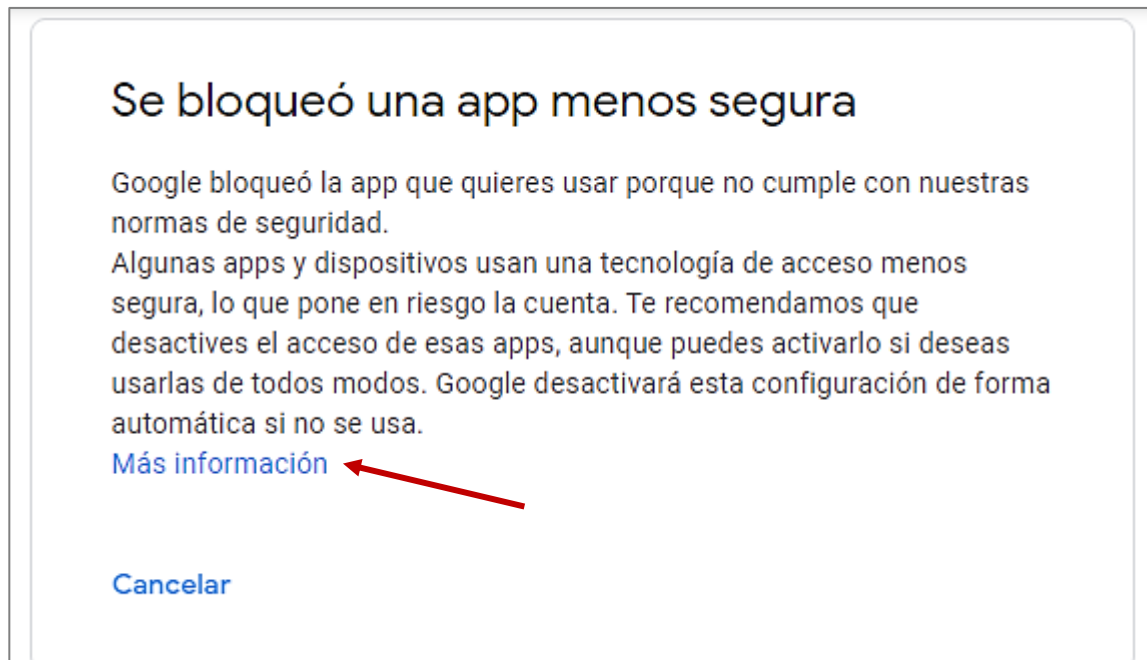 Se bloqueó una app menos segura
Google bloqueó la app que quieres usar porque no cumple con nuestras
normas de seguridad.
Algunas apps y dispositivos usan una tecnología de acceso menos
segura, lo que pone en riesgo la cuenta. Te recomendamos que
desactives el acceso de esas apps, aunque puedes activarlo si deseas
usarlas de todos modos. Google desactivará esta configuración de forma
automática si no se usa.
Más información
Cancelar